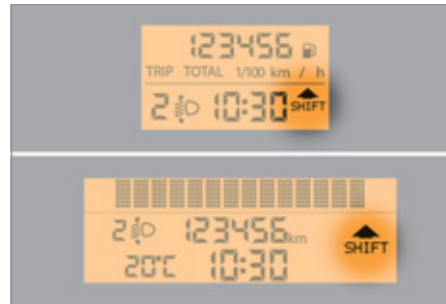 123456
TRIP TOTAL 1/100 km / h
2 10:30 SHIFT
2 123456km
SHIFT
20°C 10:30